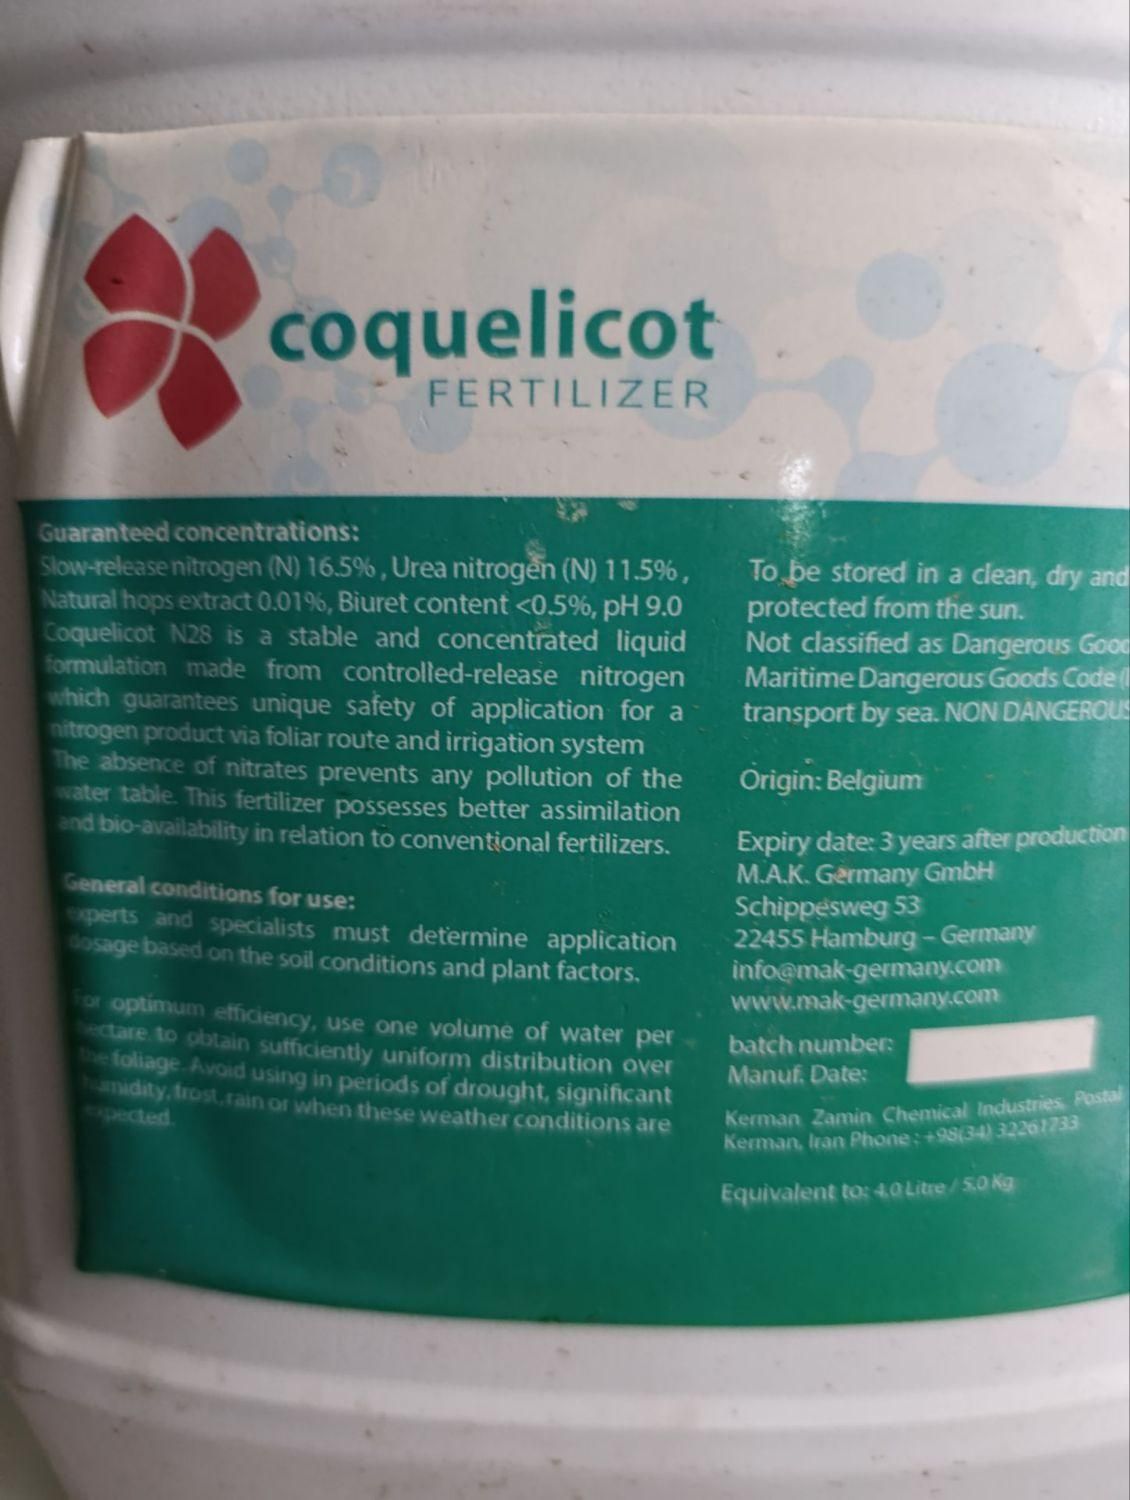 coquelicot
FERTILIZER
Guaranteed concentrations:
Slow-release nitrogen (N) 16.5% , Urea nitrogen (N) 11.5% ,
Natural hops extract 0.01%, Biuret content <0.5%, pH 9.0
Coquelicot N28 is a stable and concentrated liquid
formulation made from controlled-release nitrogen
which guarantees unique safety of application for a
nitrogen product via foliar route and irrigation system
The absence of nitrates prevents any pollution of the
water table. This fertilizer possesses better assimilation
and bio-availability in relation to conventional fertilizers.
General conditions for use:
experts and specialists must determine application
dosage based on the soil conditions and plant factors.
For optimum efficiency, use one volume of water per
hectare to obtain sufficiently uniform distribution over
the foliage. Avoid using in periods of drought, significant
humidity, frost, rain or when these weather conditions are
expected.
To be stored in a clean, dry and
protected from the sun.
Not classified as Dangerous
Maritime Dangerous Goods Code
transport by sea. NON DANGEROUS
Origin: Belgium
Expiry date: 3 years after production
M.A.K. Germany GmbH
Schippesweg 53
22455 Hamburg – Germany
info@mak-germany.com
www.mak-germany.com
batch number:
Manuf. Date:
Kerman Zamin Chemical Industries, Postal
Kerman, Iran Phone : +98(34) 32261733
Equivalent to: 4.0 Litre / 5.0 Kg